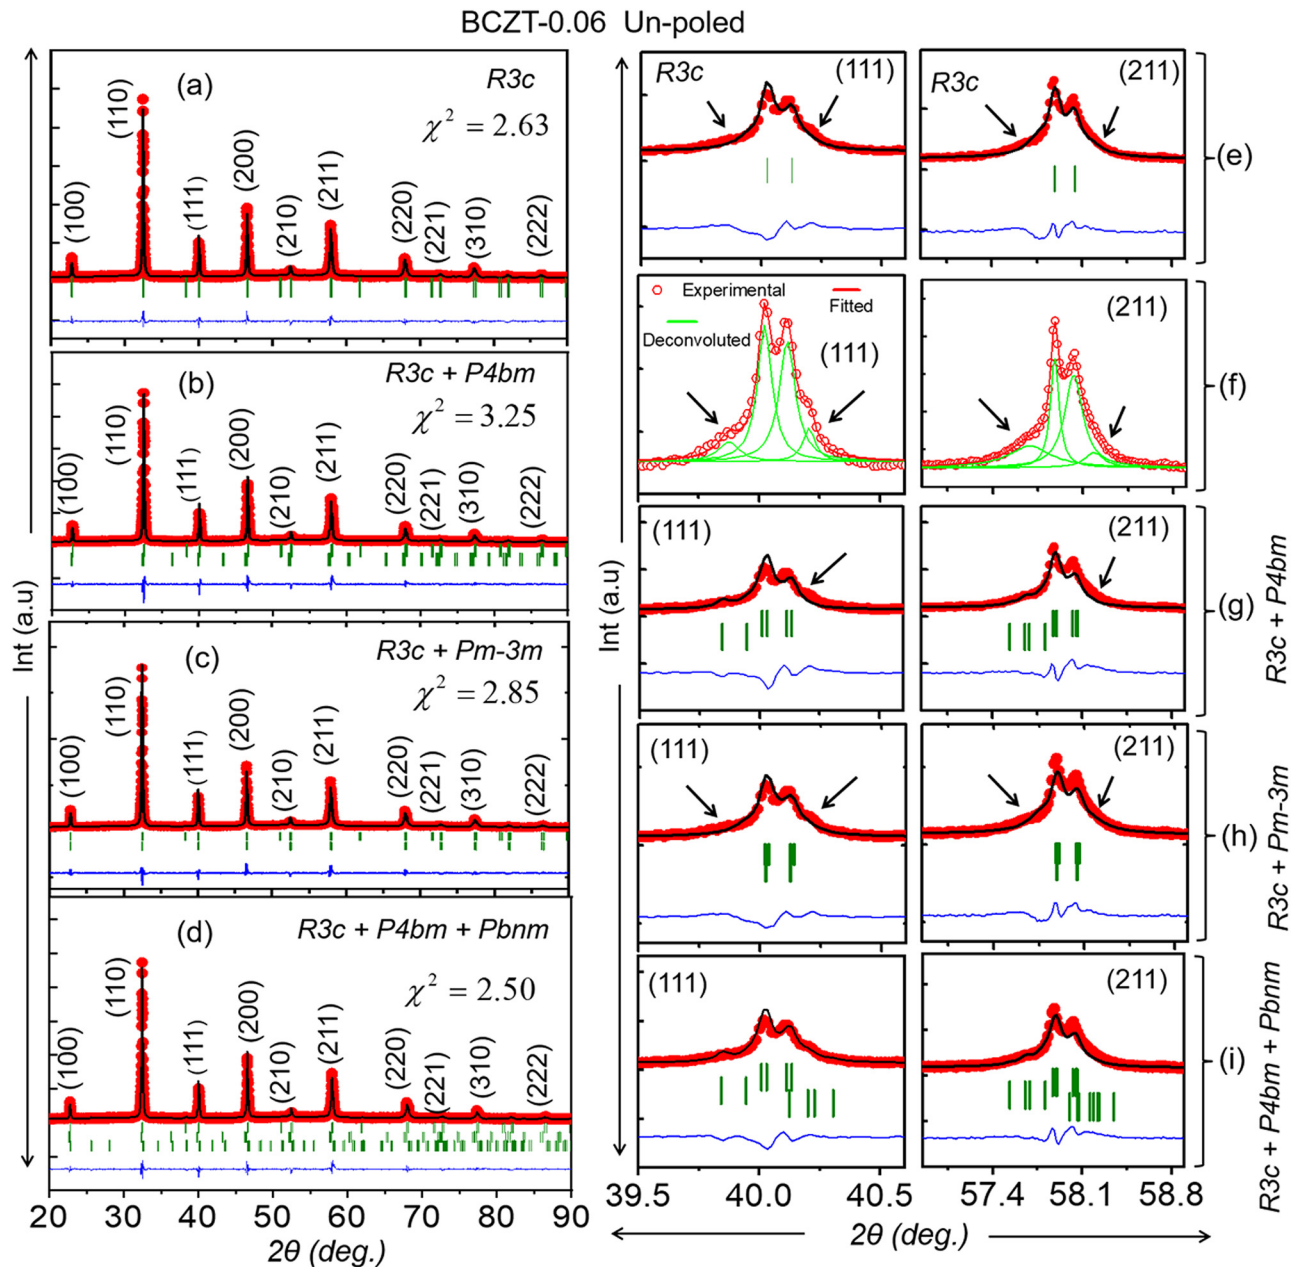 BCZT-0.06 Un-poled
Int (a.u)
(a)
R3c
χ² = 2.63
(100)
(110)
(111)
(200)
(210)
(211)
(220)
(221)
(310)
(222)
(b)
R3c + P4bm
χ² = 3.25
(100)
(110)
(111)
(200)
(210)
(211)
(220)
(221)
(310)
(222)
(c)
R3c + Pm-3m
χ² = 2.85
(100)
(110)
(111)
(200)
(210)
(211)
(220)
(221)
(310)
(222)
(d)
R3c + P4bm + Pbnm
χ² = 2.50
(100)
(110)
(111)
(200)
(210)
(211)
(220)
(221)
(310)
(222)
20 30 40 50 60 70 80 90
2θ (deg.)
Int (a.u)
R3c
(111)
R3c
(211)
(e)
Experimental
Fitted
Deconvoluted
(111)
(211)
(f)
(111)
(211)
(g)
R3c + P4bm
(111)
(211)
(h)
R3c + Pm-3m
(111)
(211)
(i)
R3c + P4bm + Pbnm
39.5 40.0 40.5
57.4 58.1 58.8
2θ (deg.)